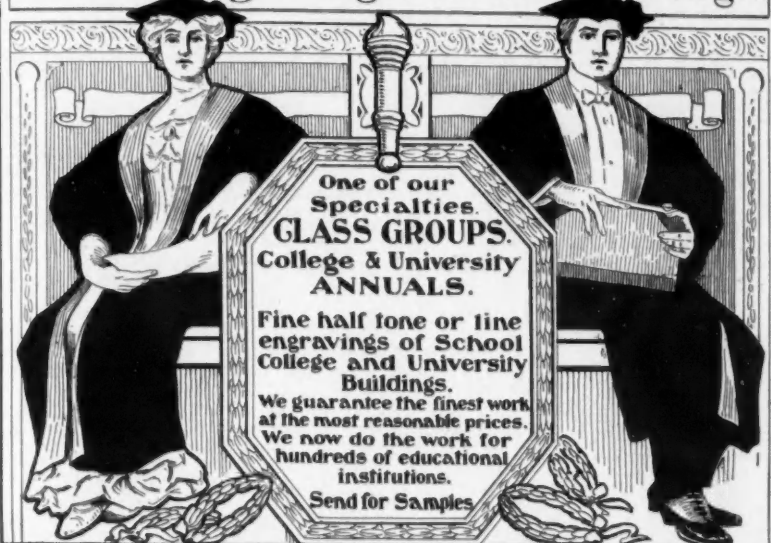 One of our
Specialties.
CLASS GROUPS.
College & University
ANNUALS.
Fine half tone or line
engravings of School
College and University
Buildings.
We guarantee the finest work
at the most reasonable prices.
We now do the work for
hundreds of educational
institutions.
Send for Samples